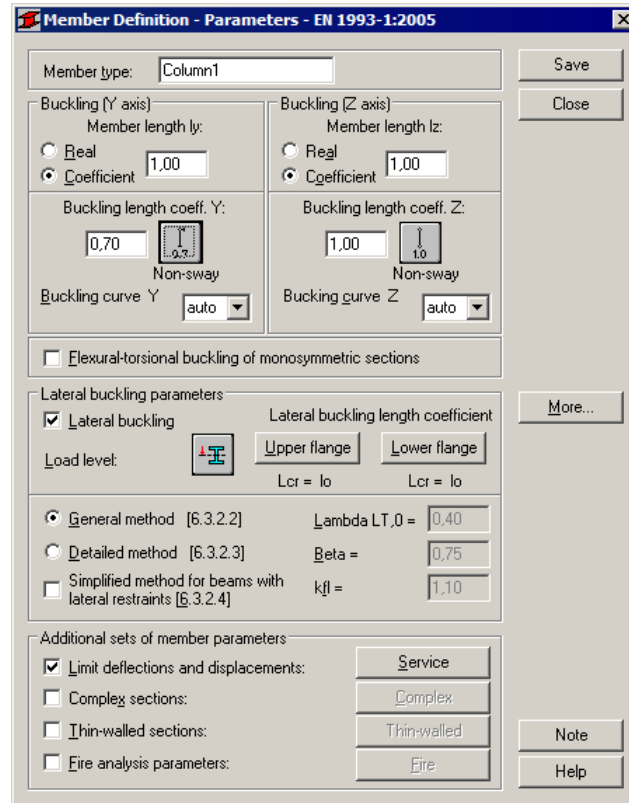 Member Definition - Parameters - EN 1993-1:2005
Member type: Column1
Save
Close
Buckling (Y axis)
Member length ly:
Real
Coefficient
1,00
Buckling length coeff. Y:
0,70
0.7
Non-sway
Buckling curve Y
auto
Buckling (Z axis)
Member length lz:
Real
Coefficient
1,00
Buckling length coeff. Z:
1,00
1.0
Non-sway
Bucking curve Z
auto
Flexural-torsional buckling of monosymmetric sections
Lateral buckling parameters
Lateral buckling
Lateral buckling length coefficient
Load level:
Upper flange
Lower flange
Lcr = lo
Lcr = lo
More...
General method [6.3.2.2]
Detailed method [6.3.2.3]
Simplified method for beams with
lateral restraints [6.3.2.4]
Lambda LT,0 = 0,40
Beta = 0,75
kfl = 1,10
Additional sets of member parameters
Limit deflections and displacements: Service
Complex sections: Complex
Thin-walled sections: Thin-walled
Fire analysis parameters: Fire
Note
Help